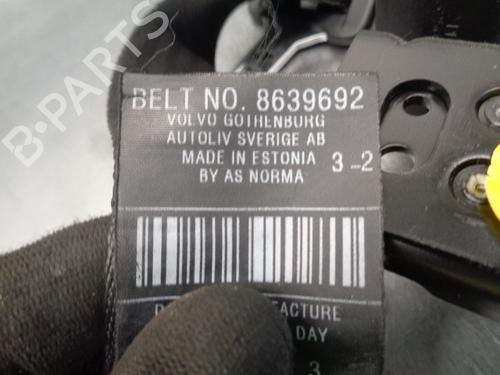 B-PARTS
BELT NO. 8639692
VOLVO GOTHENBURG
AUTOLIV SVERIGE AB
MADE IN ESTONIA 3-2
BY AS NORMA
DAY
3